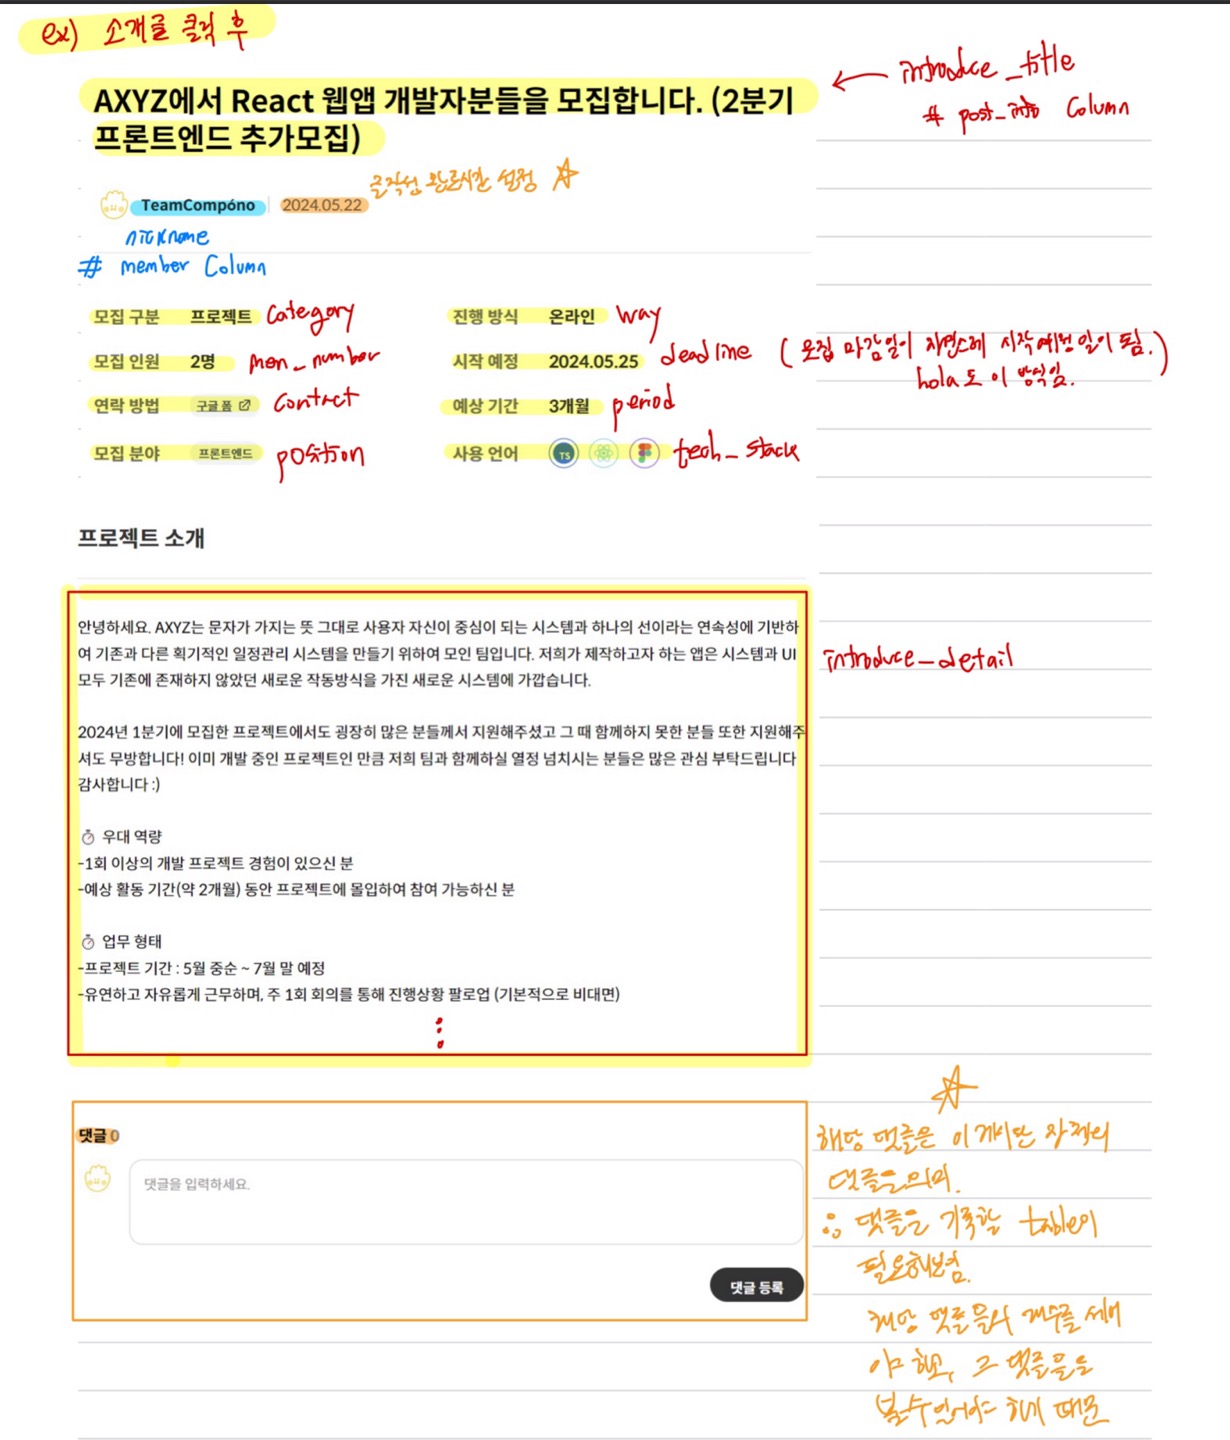 ex) 소개글 클릭 후
AXYZ에서 React 웹앱 개발자분들을 모집합니다. (2분기
프론트엔드 추가모집)
← introduce_title
# post_info Column
TeamCompóno | 2024.05.22
글작성 완료시간 설정 ☆
nickname
# member Column
모집 구분 프로젝트 Category
진행 방식 온라인 way
모집 인원 2명 men_number
시작 예정 2024.05.25 deadline (모집 마감일이 자연스레 시작예정일이 됨.)
hola도 이 방식임.
연락 방법 구글 폼 contact
예상 기간 3개월 period
모집 분야 프론트엔드 position
사용 언어 TS tech_stack
프로젝트 소개
안녕하세요. AXYZ는 문자가 가지는 뜻 그대로 사용자 자신이 중심이 되는 시스템과 하나의 선이라는 연속성에 기반하
여 기존과 다른 획기적인 일정관리 시스템을 만들기 위하여 모인 팀입니다. 저희가 제작하고자 하는 앱은 시스템과 UI
모두 기존에 존재하지 않았던 새로운 작동방식을 가진 새로운 시스템에 가깝습니다.
introduce_detail
2024년 1분기에 모집한 프로젝트에서도 굉장히 많은 분들께서 지원해주셨고 그 때 함께하지 못한 분들 또한 지원해주
셔도 무방합니다! 이미 개발 중인 프로젝트인 만큼 저희 팀과 함께하실 열정 넘치시는 분들은 많은 관심 부탁드립니다
감사합니다 :)
⏱ 우대 역량
-1회 이상의 개발 프로젝트 경험이 있으신 분
-예상 활동 기간(약 2개월) 동안 프로젝트에 몰입하여 참여 가능하신 분
⏱ 업무 형태
-프로젝트 기간 : 5월 중순 ~ 7월 말 예정
-유연하고 자유롭게 근무하며, 주 1회 회의를 통해 진행상황 팔로업 (기본적으로 비대면)
댓글 0
댓글을 입력하세요.
댓글 등록
☆
해당 댓글은 이 게시판 자체의
댓글을 의미.
∴ 댓글은 기록할 table이
필요해보임.
해당 댓글들의 개수를 세어
야 하고, 그 댓글들을
볼 수 있어야 하기 때문